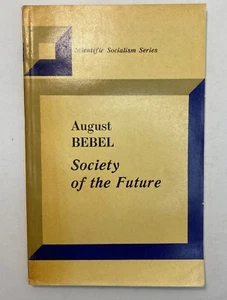 Scientific Socialism Series
August
BEBEL
Society
of the Future